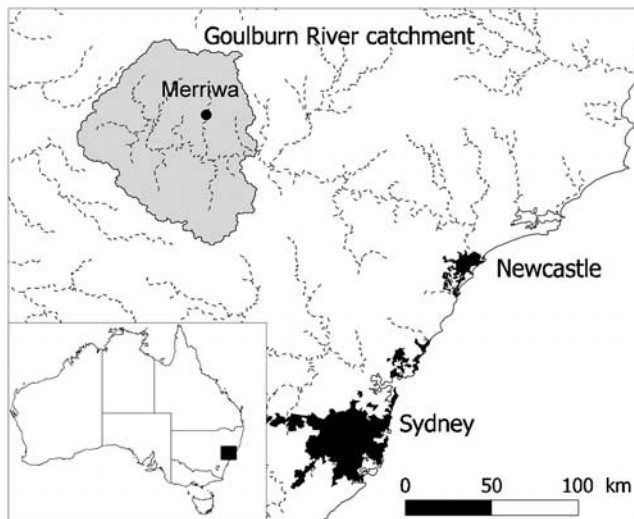 Goulburn River catchment
Merriwa
Newcastle
Sydney
0 50 100 km